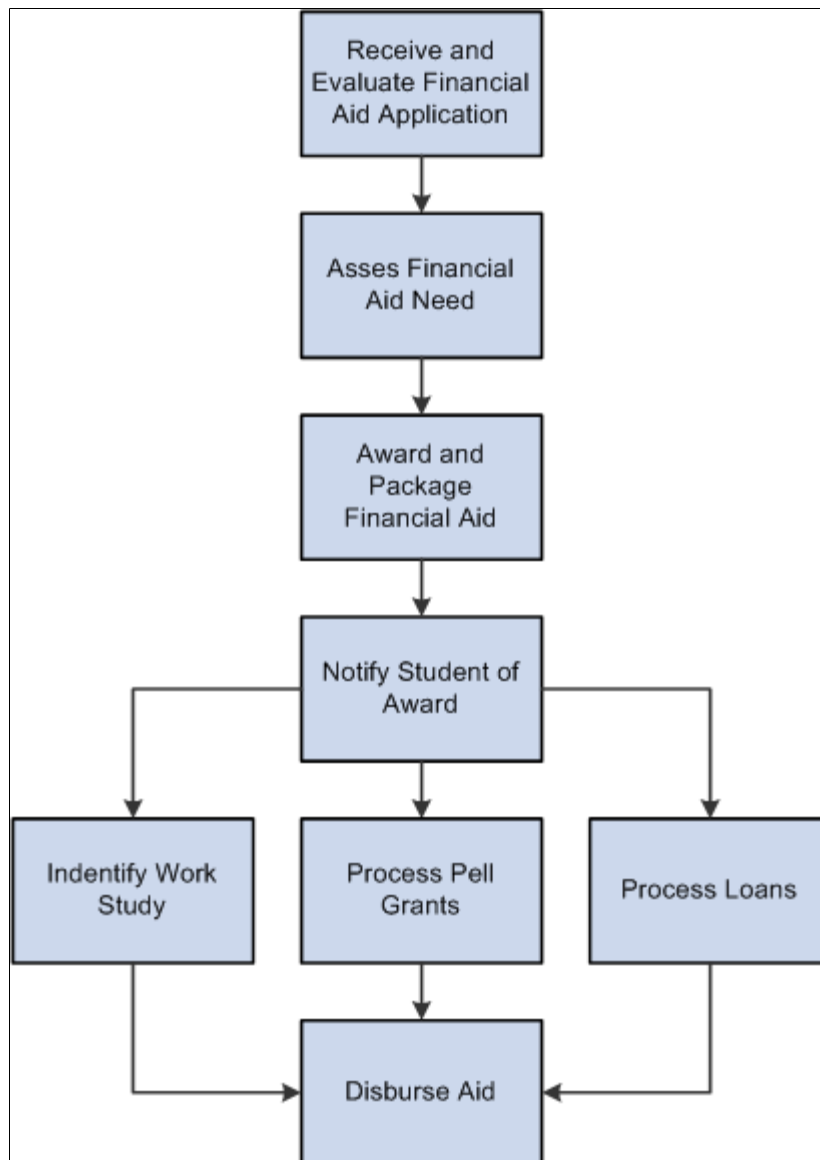 Receive and
Evaluate Financial
Aid Application
Asses Financial
Aid Need
Award and
Package
Financial Aid
Notify Student of
Award
Indentify Work
Study
Process Pell
Grants
Process Loans
Disburse Aid